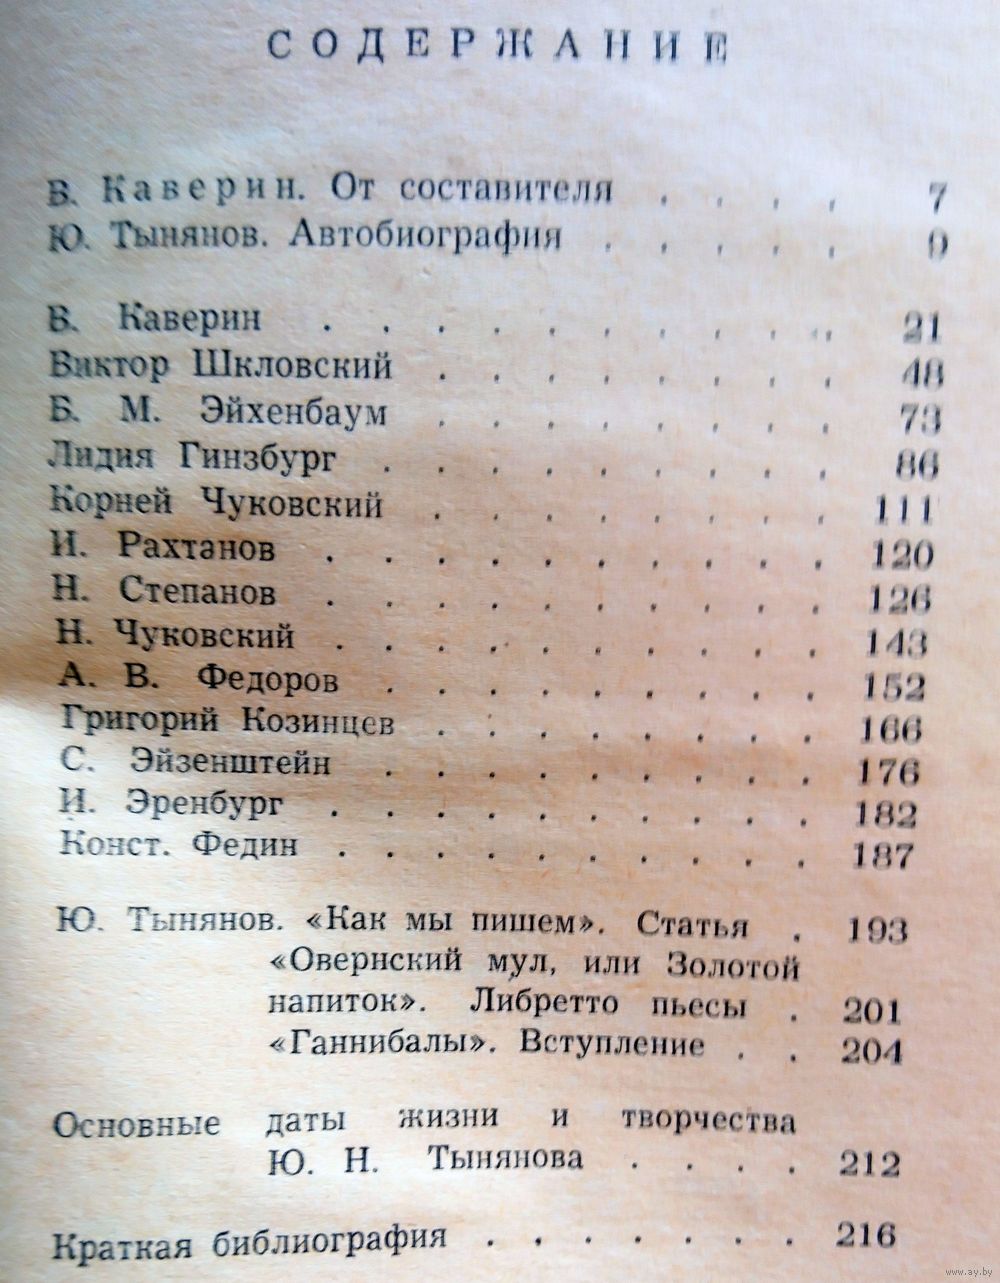 СОДЕРЖАНИЕ
В. Каверин. От составителя . . . . 7
Ю. Тынянов. Автобиография . . . . . 9
В. Каверин . . . . . . . . . . 21
Виктор Шкловский . . . . . . . . 48
Б. М. Эйхенбаум . . . . . . . . 73
Лидия Гинзбург . . . . . . . . . 86
Корней Чуковский . . . . . . . . 111
И. Рахтанов . . . . . . . . . . 120
Н. Степанов . . . . . . . . . . 126
Н. Чуковский . . . . . . . . . . 143
А. В. Федоров . . . . . . . . . 152
Григорий Козинцев . . . . . . . . 166
С. Эйзенштейн . . . . . . . . . 176
И. Эренбург . . . . . . . . . . 182
Конст. Федин . . . . . . . . . . 187
Ю. Тынянов. «Как мы пишем». Статья . 193
«Овернский мул, или Золотой
напиток». Либретто пьесы . 201
«Ганнибалы». Вступление . . 204
Основные даты жизни и творчества
Ю. Н. Тынянова . . . . 212
Краткая библиография . . . . . . . 216
www.ay.by